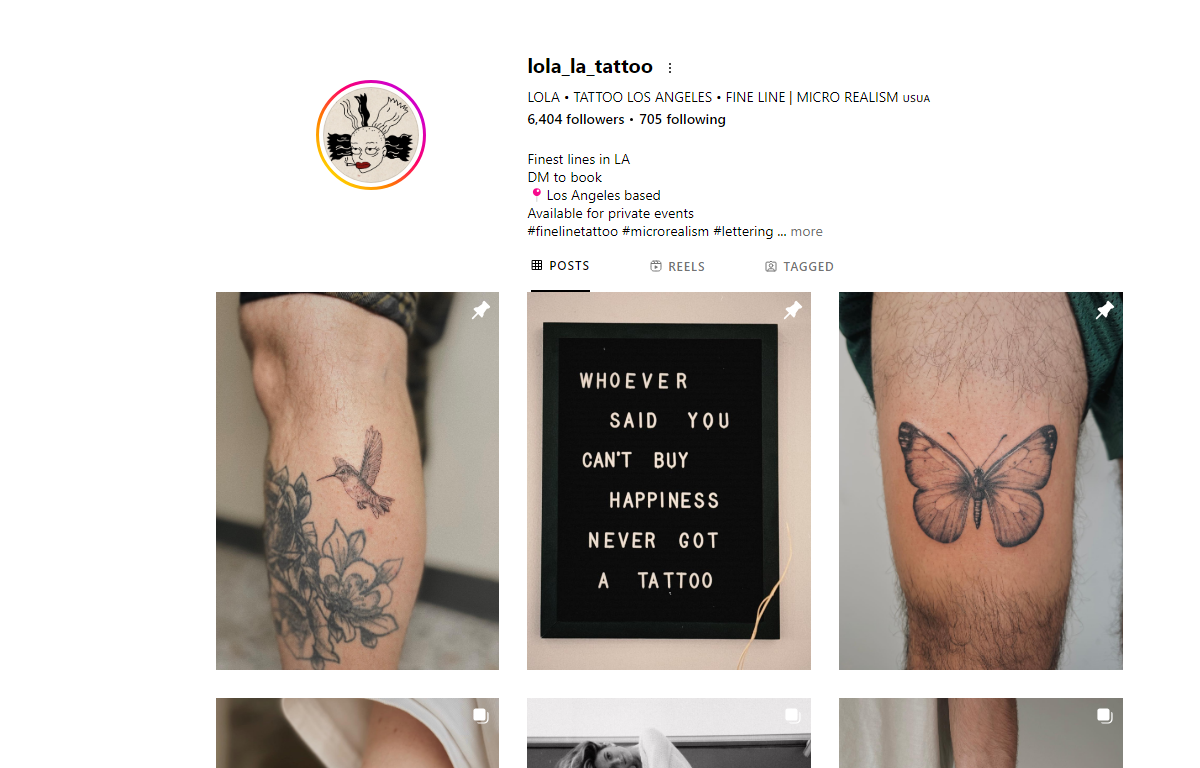 lola_la_tattoo
LOLA • TATTOO LOS ANGELES • FINE LINE | MICRO REALISM USUA
6,404 followers • 705 following
Finest lines in LA
DM to book
📍 Los Angeles based
Available for private events
#finelinetattoo #microrealism #lettering ... more
POSTS REELS TAGGED
WHOEVER
SAID YOU
CAN'T BUY
HAPPINESS
NEVER GOT
A TATTOO